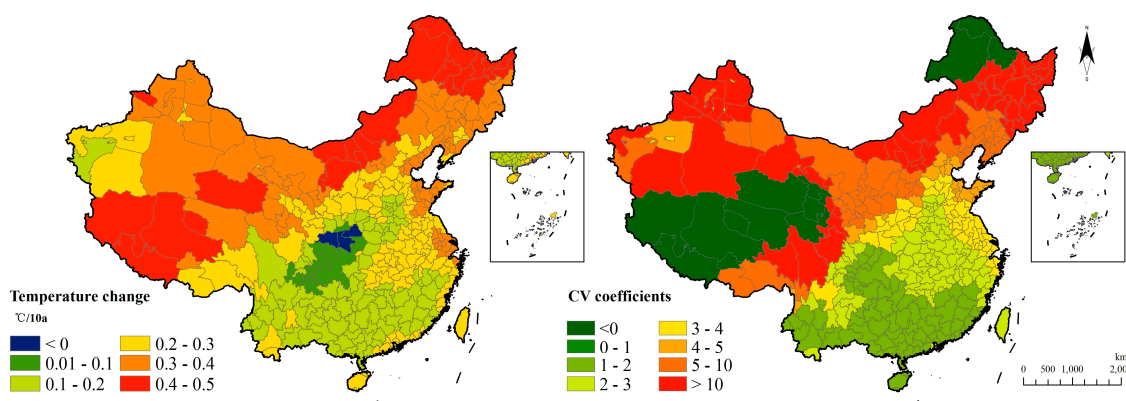 N
S
Temperature change
℃/10a
< 0
0.01 - 0.1
0.1 - 0.2
0.2 - 0.3
0.3 - 0.4
0.4 - 0.5
CV coefficients
<0
0 - 1
1 - 2
2 - 3
3 - 4
4 - 5
5 - 10
> 10
km
0 500 1,000 2,00